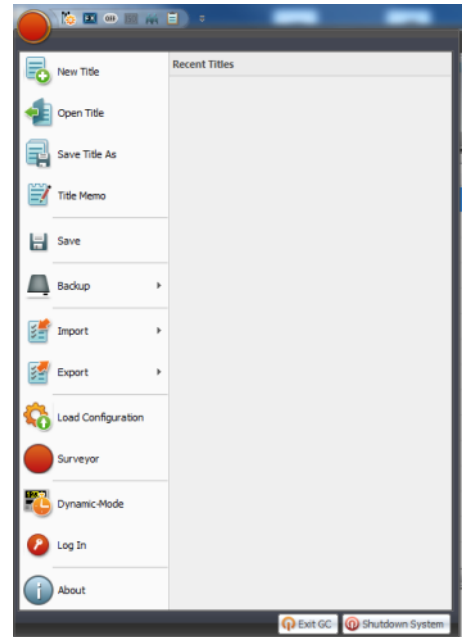 Recent Titles
New Title
Open Title
Save Title As
Title Memo
Save
Backup
Import
Export
Load Configuration
Surveyor
Dynamic-Mode
Log In
About
Exit GC
Shutdown System